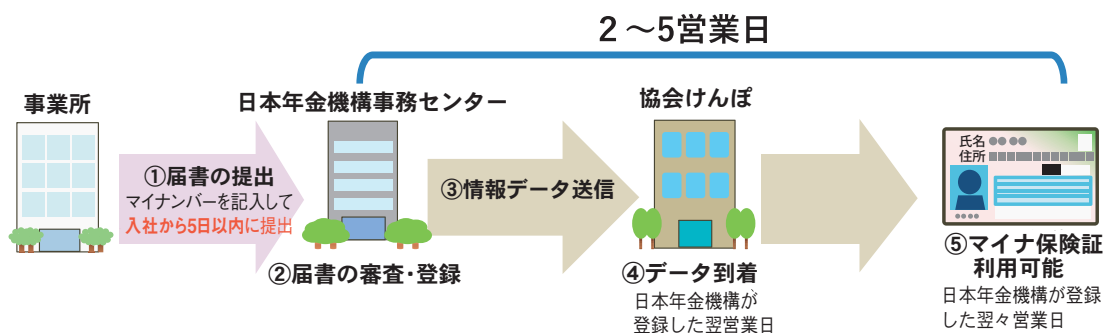 2～5営業日
事業所
日本年金機構事務センター
協会けんぽ
①届書の提出
マイナンバーを記入して
入社から5日以内に提出
②届書の審査・登録
③情報データ送信
④データ到着
日本年金機構が
登録した翌営業日
氏名
住所
⑤マイナ保険証
利用可能
日本年金機構が登録
した翌々営業日